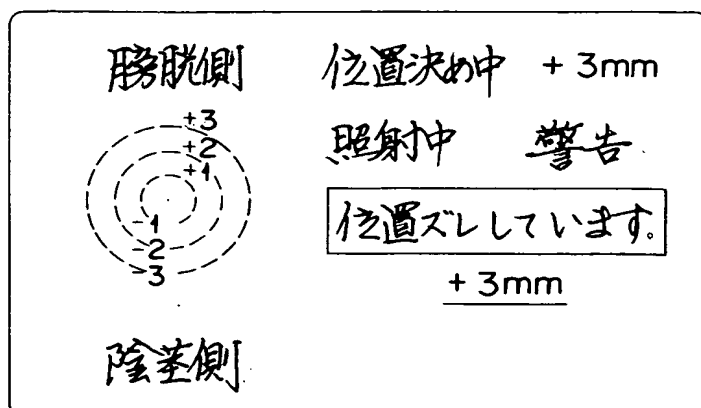 膀胱側
位置決め中 +3mm
+3
+2
+1
-1
-2
-3
照射中 警告
位置ズレしています。
+3mm
陰茎側